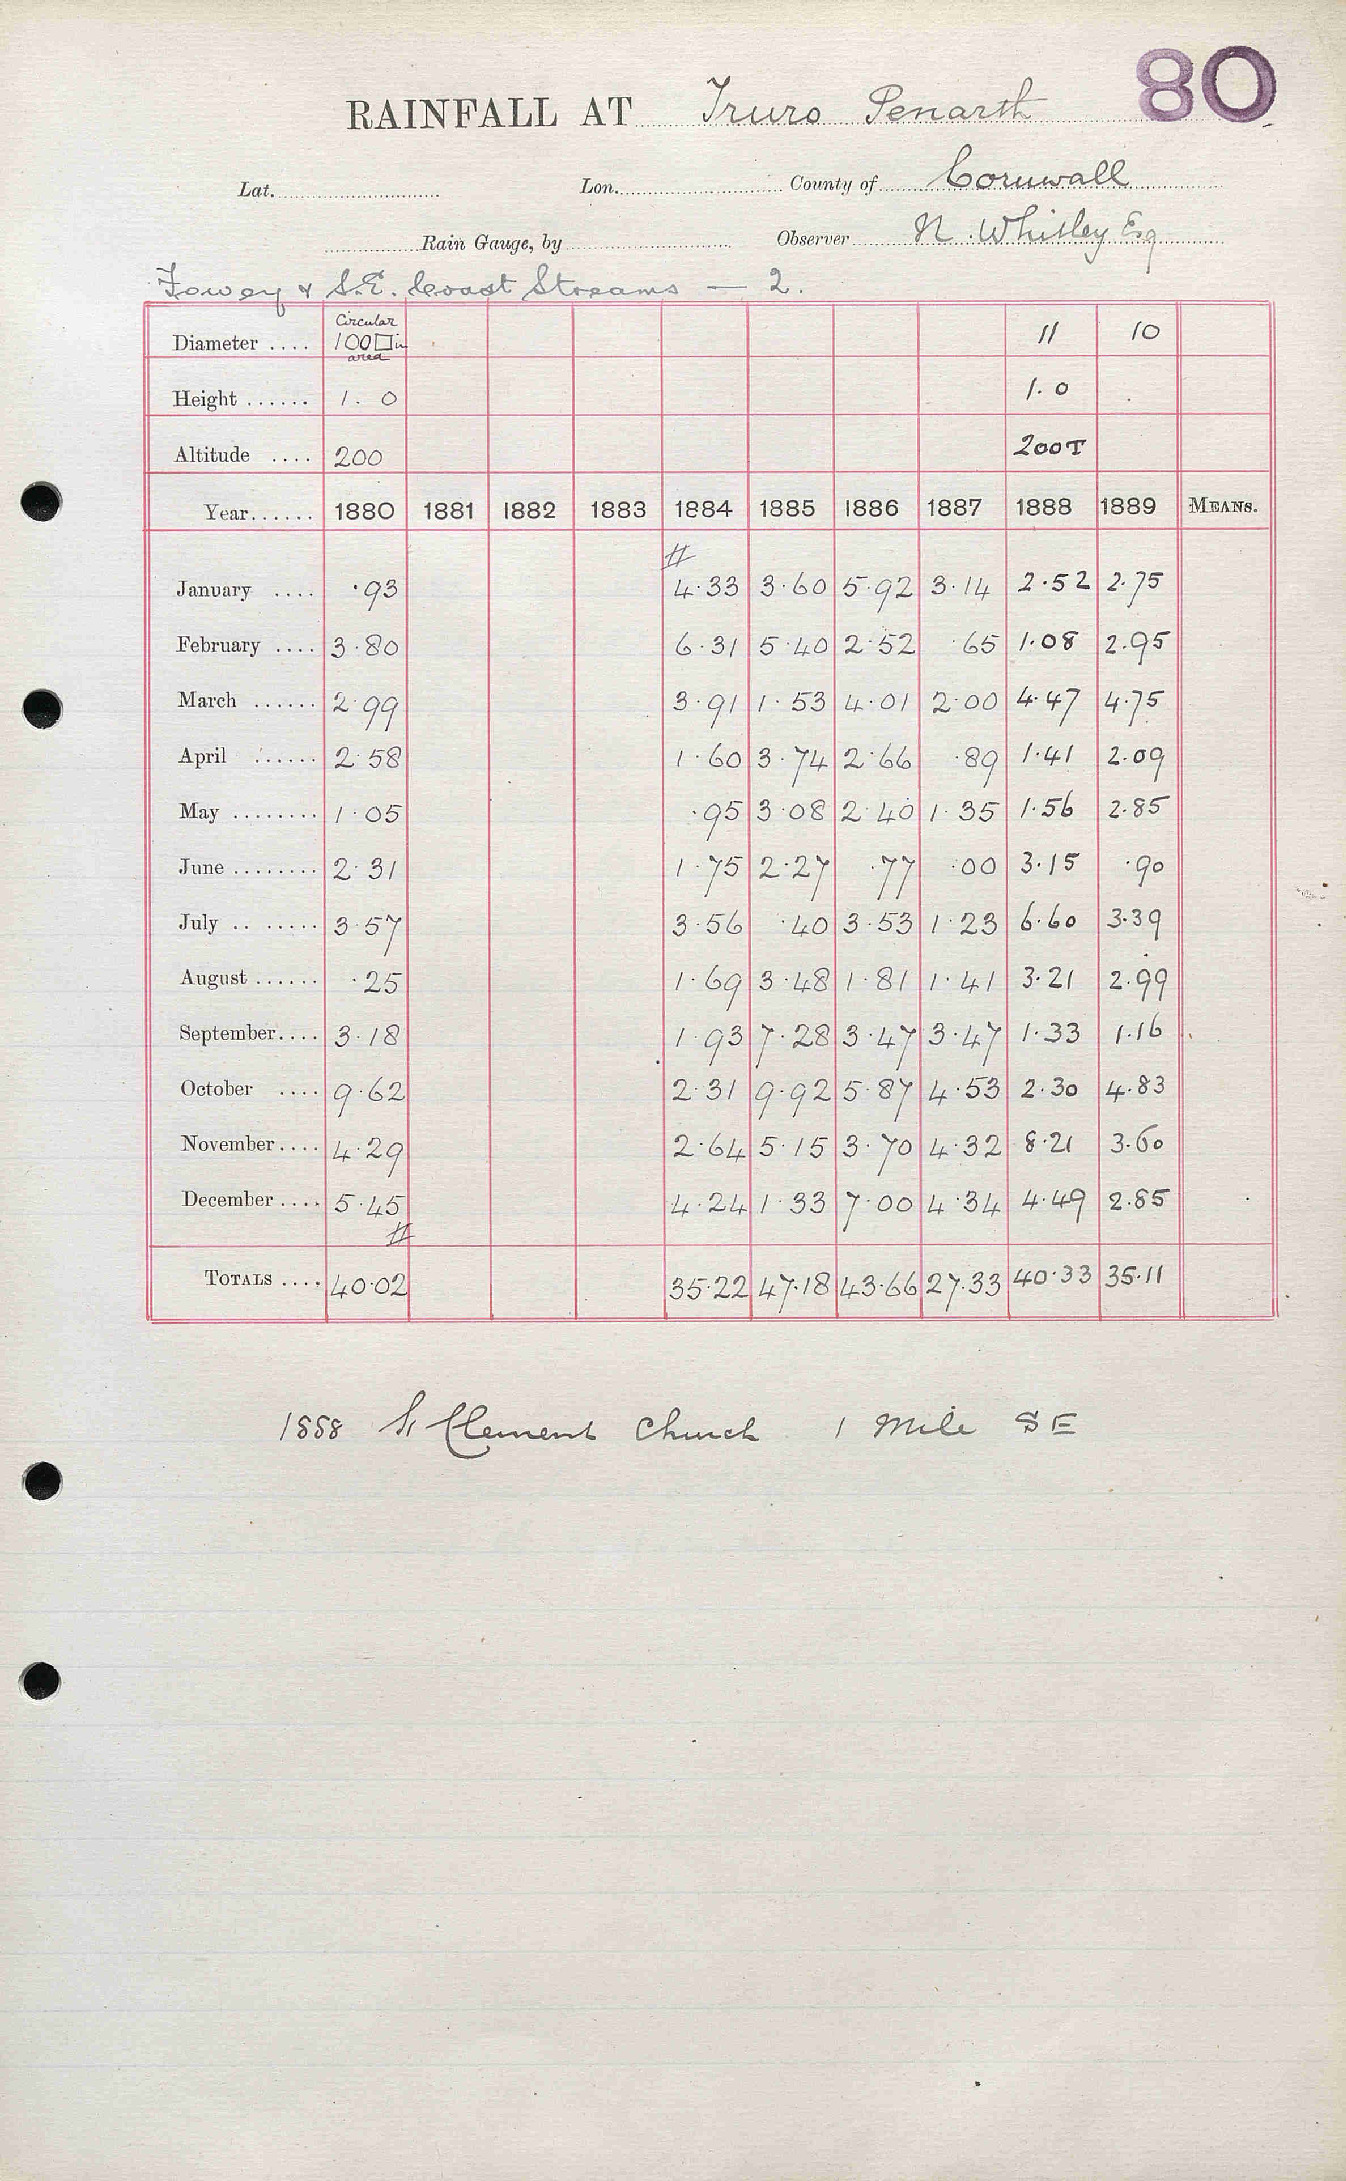 80
RAINFALL AT Truro Penarth
Lat. Lon. County of Cornwall
Rain Gauge, by Observer N. Whitley Esq
Fowey & S.E. Coast Streams — 2.
Diameter .... Circular 100 □ in area 11 10
Height ...... 1. 0 1. 0
Altitude .... 200 200T
Year...... 1880 1881 1882 1883 1884 1885 1886 1887 1888 1889 MEANS.
#
January .... ·93 4·33 3·60 5·92 3·14 2·52 2·75
February .... 3·80 6·31 5·40 2·52 ·65 1·08 2·95
March ...... 2·99 3·91 1·53 4·01 2·00 4·47 4·75
April ...... 2·58 1·60 3·74 2·66 ·89 1·41 2·09
May ........ 1·05 ·95 3·08 2·40 1·35 1·56 2·85
June ........ 2·31 1·75 2·27 ·77 ·00 3·15 ·90
July .. ...... 3·57 3·56 ·40 3·53 1·23 6·60 3·39
August ...... ·25 1·69 3·48 1·81 1·41 3·21 2·99
September.... 3·18 1·93 7·28 3·47 3·47 1·33 1·16
October .... 9·62 2·31 9·92 5·87 4·53 2·30 4·83
November.... 4·29 2·64 5·15 3·70 4·32 8·21 3·60
December .... 5·45 4·24 1·33 7·00 4·34 4·49 2·85
#
TOTALS .... 40·02 35·22 47·18 43·66 27·33 40·33 35·11
1888 St Clement Church 1 Mile SE